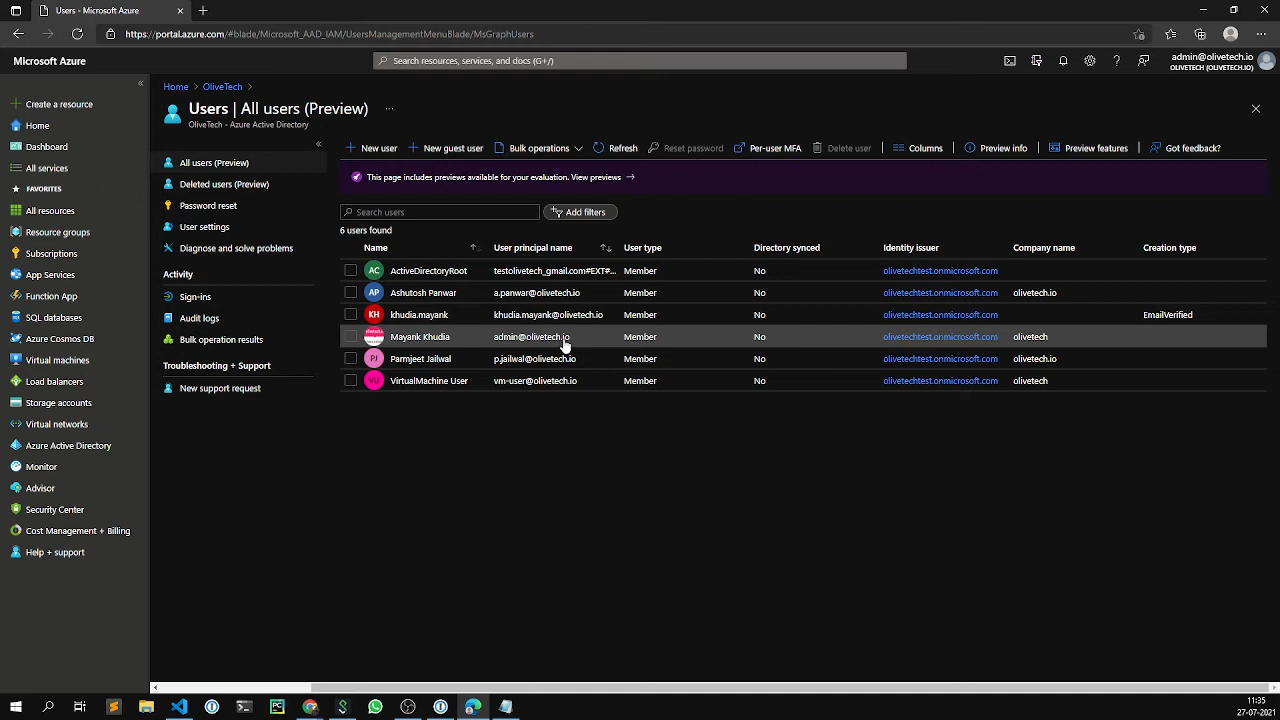 Users - Microsoft Azure
https://portal.azure.com/#blade/Microsoft_AAD_IAM/UsersManagementMenuBlade/MsGraphUsers
Microsoft Azure
Search resources, services, and docs (G+/)
admin@olivetech.io
OLIVETECH (OLIVETECH.IO)
Create a resource
Home
Dashboard
All services
FAVORITES
All resources
Resource groups
Subscriptions
App Services
Function App
SQL databases
Azure Cosmos DB
Virtual machines
Load balancers
Storage accounts
Virtual networks
Azure Active Directory
Monitor
Advisor
Security Center
Cost Management + Billing
Help + support
Home > OliveTech >
Users | All users (Preview) ...
OliveTech - Azure Active Directory
All users (Preview)
Deleted users (Preview)
Password reset
User settings
Diagnose and solve problems
Activity
Sign-ins
Audit logs
Bulk operation results
Troubleshooting + Support
New support request
New user New guest user Bulk operations Refresh Reset password Per-user MFA Delete user Columns Preview info Preview features Got feedback?
This page includes previews available for your evaluation. View previews →
Search users Add filters
6 users found
Name User principal name User type Directory synced Identity issuer Company name Creation type
AC ActiveDirectoryRoot testolivetech_gmail.com#EXT#... Member No olivetechtest.onmicrosoft.com
AP Ashutosh Panwar a.panwar@olivetech.io Member No olivetechtest.onmicrosoft.com olivetech.io
KH khudia.mayank khudia.mayank@olivetech.io Member No olivetechtest.onmicrosoft.com EmailVerified
Mayank Khudia admin@olivetech.io Member No olivetechtest.onmicrosoft.com olivetech
PJ Parmjeet Jailwal p.jailwal@olivetech.io Member No olivetechtest.onmicrosoft.com olivetech.io
VU VirtualMachine User vm-user@olivetech.io Member No olivetechtest.onmicrosoft.com olivetech
11:35
27-07-2021